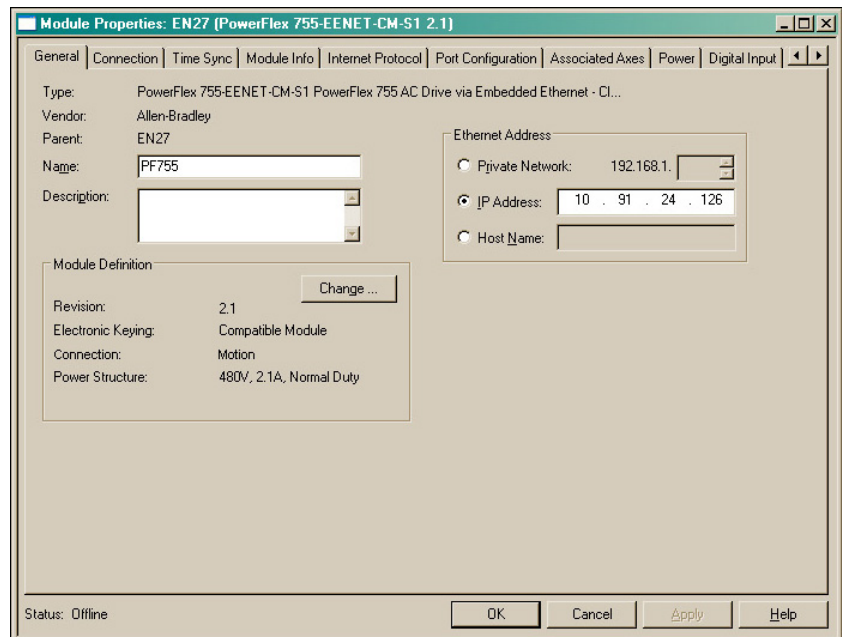 Module Properties: EN27 (PowerFlex 755-EENET-CM-S1 2.1)
General Connection Time Sync Module Info Internet Protocol Port Configuration Associated Axes Power Digital Input
Type: PowerFlex 755-EENET-CM-S1 PowerFlex 755 AC Drive via Embedded Ethernet - CI...
Vendor: Allen-Bradley
Parent: EN27
Name: PF755
Description:
Ethernet Address
Private Network: 192.168.1.
IP Address: 10 . 91 . 24 . 126
Host Name:
Module Definition
Change ...
Revision: 2.1
Electronic Keying: Compatible Module
Connection: Motion
Power Structure: 480V, 2.1A, Normal Duty
Status: Offline
OK Cancel Apply Help